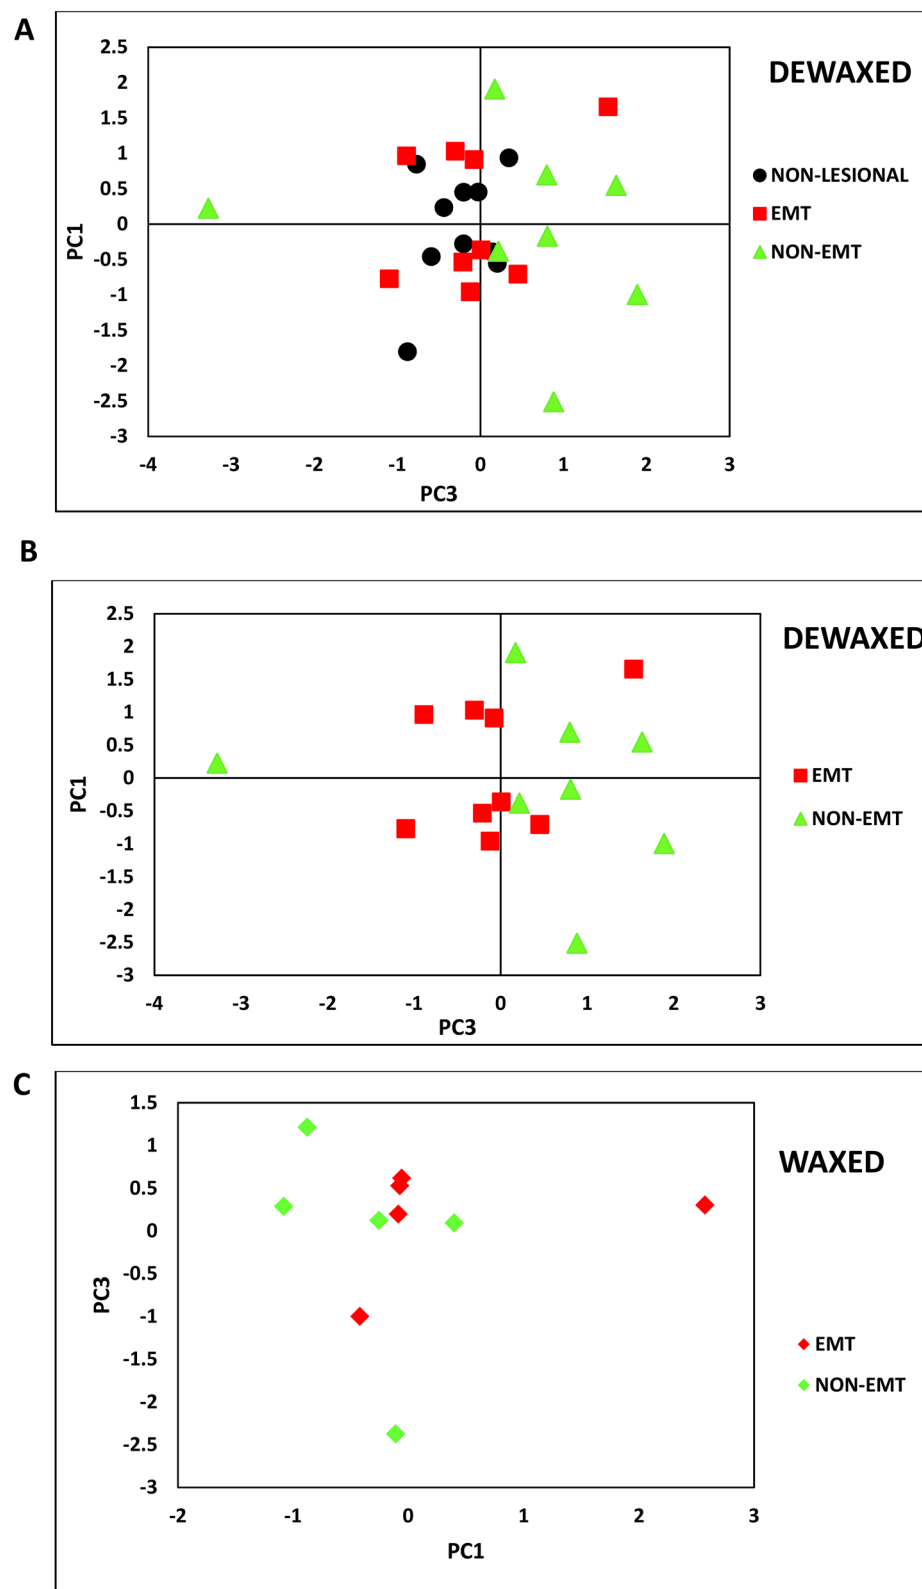 A
DEWAXED
2.5
2
1.5
1
0.5
0
-0.5
-1
-1.5
-2
-2.5
-3
PC1
-4 -3 -2 -1 0 1 2 3
PC3
NON-LESIONAL
EMT
NON-EMT
B
DEWAXED
2.5
2
1.5
1
0.5
0
-0.5
-1
-1.5
-2
-2.5
-3
PC1
-4 -3 -2 -1 0 1 2 3
PC3
EMT
NON-EMT
C
WAXED
1.5
1
0.5
0
-0.5
-1
-1.5
-2
-2.5
-3
PC3
-2 -1 0 1 2 3
PC1
EMT
NON-EMT